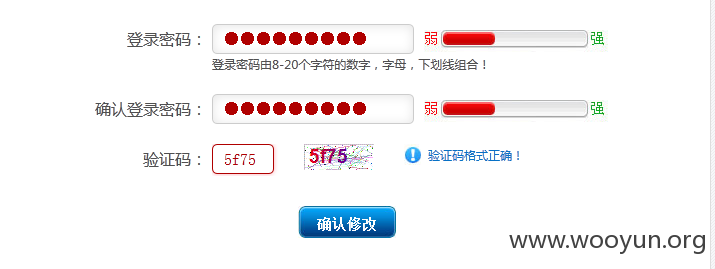 登录密码： ●●●●●●●●● 弱 强
登录密码由8-20个字符的数字，字母，下划线组合！
确认登录密码： ●●●●●●●●● 弱 强
验证码： 5f75 5f75 验证码格式正确！
确认修改
www.wooyun.org